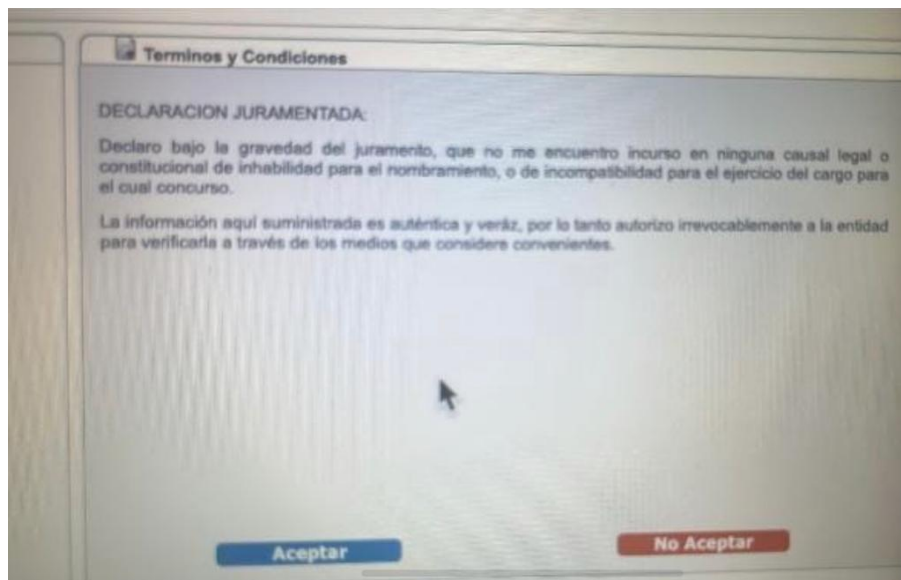 Terminos y Condiciones
DECLARACION JURAMENTADA:
Declaro bajo la gravedad del juramento, que no me encuentro incurso en ninguna causal legal o
constitucional de inhabilidad para el nombramiento, o de incompatibilidad para el ejercicio del cargo para
el cual concurso.
La información aquí suministrada es auténtica y veráz, por lo tanto autorizo irrevocablemente a la entidad
para verificarla a través de los medios que considere convenientes.
Aceptar
No Aceptar